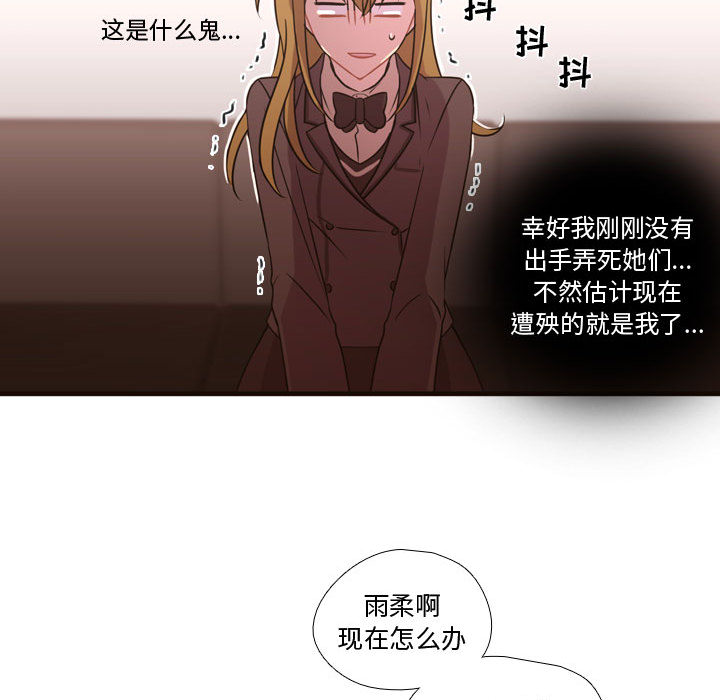 这是什么鬼...
抖
抖
抖
幸好我刚刚没有
出手弄死她们...
不然估计现在
遭殃的就是我了...
雨柔啊
现在怎么办